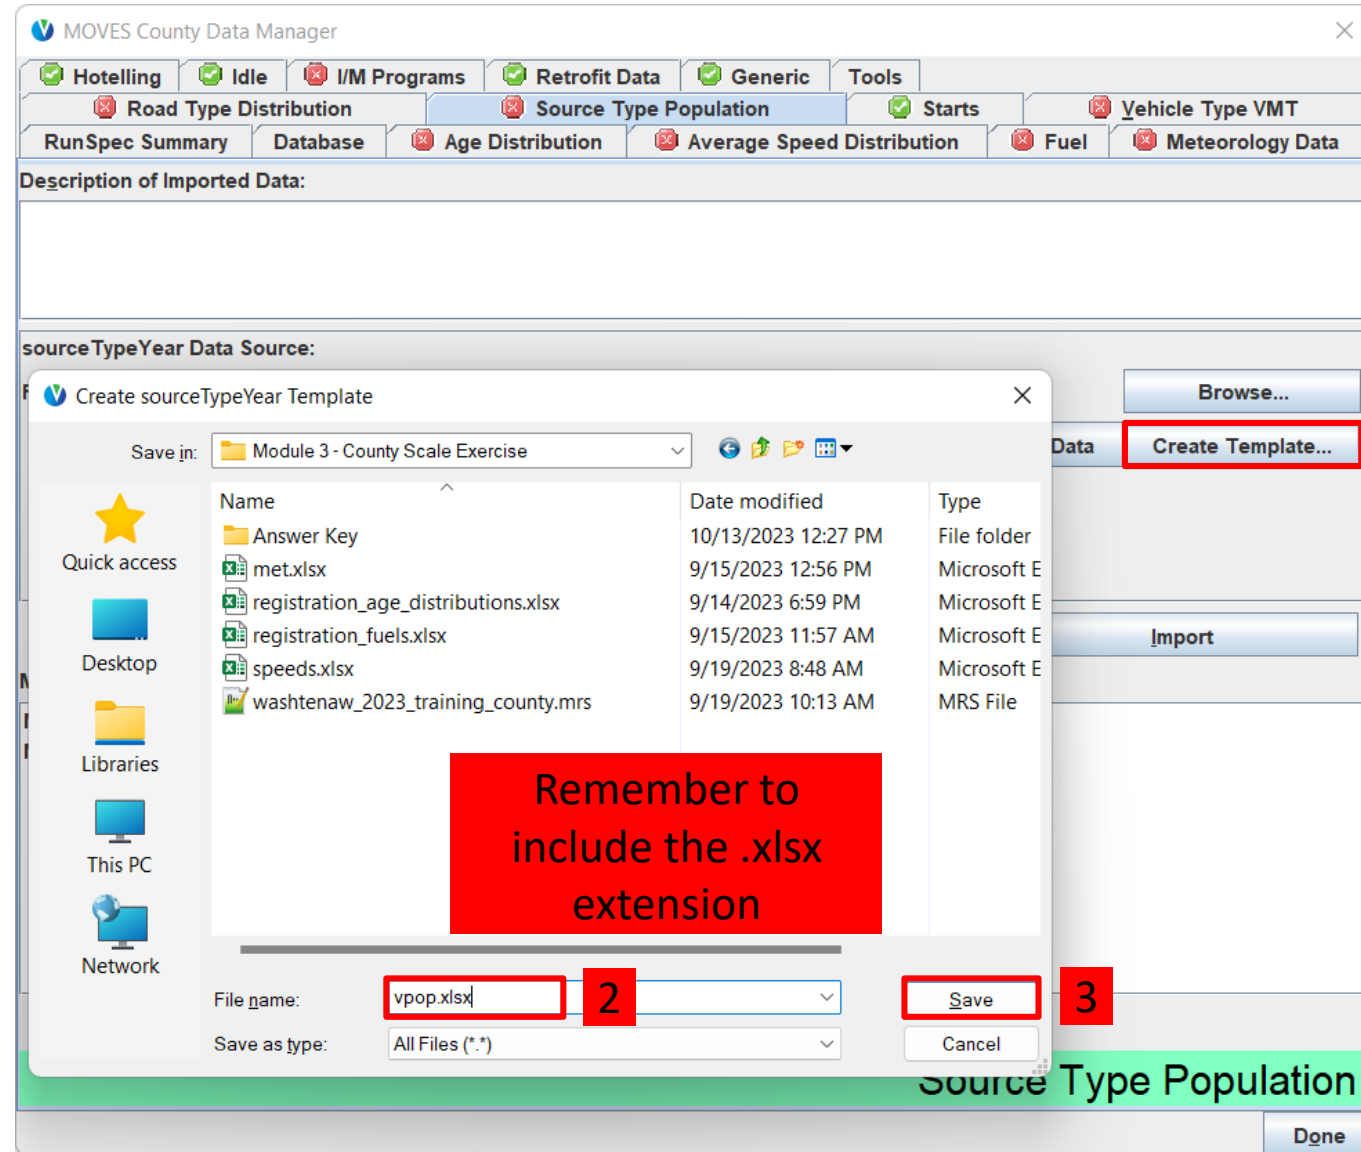 MOVES County Data Manager
Hotelling Idle I/M Programs Retrofit Data Generic Tools
Road Type Distribution Source Type Population Starts Vehicle Type VMT
RunSpec Summary Database Age Distribution Average Speed Distribution Fuel Meteorology Data
Description of Imported Data:
sourceTypeYear Data Source:
Browse...
Create sourceTypeYear Template
Data Create Template...
Save in: Module 3 - County Scale Exercise
Name Date modified Type
Answer Key 10/13/2023 12:27 PM File folder
met.xlsx 9/15/2023 12:56 PM Microsoft E
registration_age_distributions.xlsx 9/14/2023 6:59 PM Microsoft E
registration_fuels.xlsx 9/15/2023 11:57 AM Microsoft E
speeds.xlsx 9/19/2023 8:48 AM Microsoft E
washtenaw_2023_training_county.mrs 9/19/2023 10:13 AM MRS File
Quick access
Desktop
Libraries
This PC
Network
Import
Remember to
include the .xlsx
extension
File name: vpop.xlsx 2 Save 3
Save as type: All Files (*.*) Cancel
Source Type Population
Done